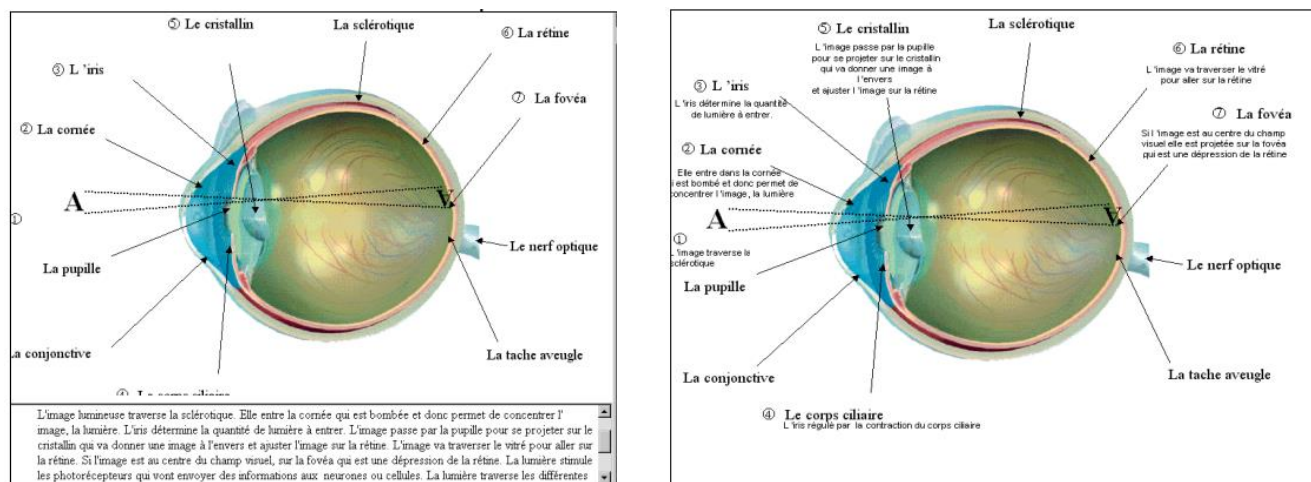 ⑤ Le cristallin
La sclérotique
⑥ La rétine
③ L 'iris
⑦ La fovéa
② La cornée
A
V
①
Le nerf optique
La pupille
La conjonctive
La tache aveugle
④ Le corps ciliaire
L'image lumineuse traverse la sclérotique. Elle entre la cornée qui est bombée et donc permet de concentrer l'
image, la lumière. L'iris détermine la quantité de lumière à entrer. L'image passe par la pupille pour se projeter sur le
cristallin qui va donner une image à l'envers et ajuster l'image sur la rétine. L'image va traverser le vitré pour aller sur
la rétine. Si l'image est au centre du champ visuel, sur la fovéa qui est une dépression de la rétine. La lumière stimule
les photorécepteurs qui vont envoyer des informations aux neurones ou cellules. La lumière traverse les différentes
La sclérotique
⑤ Le cristallin
L 'image passe par la pupille
pour se projeter sur le cristallin
qui va donner une image à
l 'envers
et ajuster l 'image sur la rétine
⑥ La rétine
L 'image va traverser le vitré
pour aller sur la rétine
③ L 'iris
L 'iris détermine la quantité
de lumière à entrer.
⑦ La fovéa
Si l 'image est au centre du champ
visuel elle est projetée sur la fovéa
qui est une dépression de la rétine
② La cornée
Elle entre dans la cornée
qui est bombé et donc permet de
concentrer l 'image, la lumière
A
V
①
L 'image traverse la
sclérotique
Le nerf optique
La pupille
La conjonctive
La tache aveugle
④ Le corps ciliaire
L 'iris régulé par la contraction du corps ciliaire